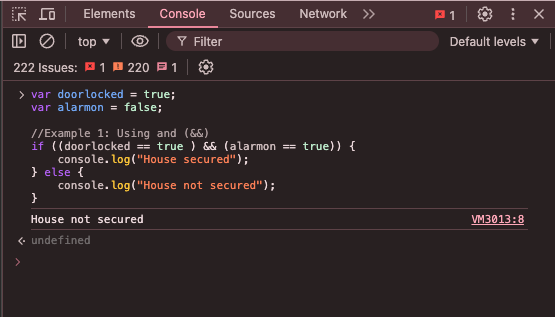 Elements Console Sources Network 1
top Filter Default levels
222 Issues: 1 220 1
var doorlocked = true;
var alarmon = false;
//Example 1: Using and (&&)
if ((doorlocked == true ) && (alarmon == true)) {
    console.log("House secured");
} else {
    console.log("House not secured");
}
House not secured VM3013:8
undefined